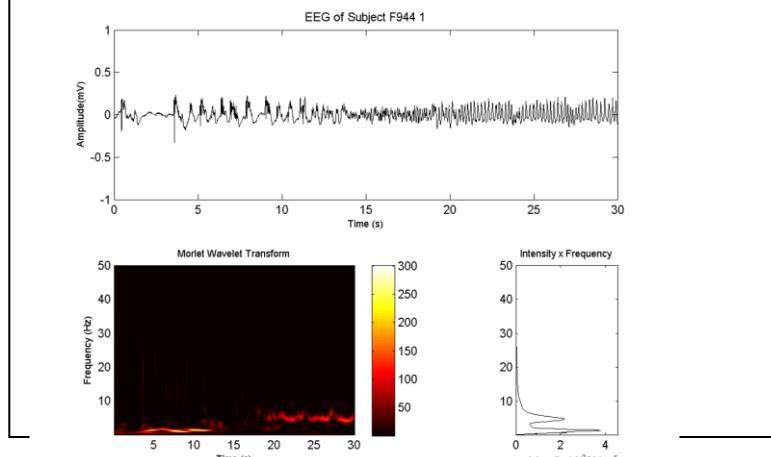 EEG of Subject F944 1
1
0.5
0
-0.5
-1
Amplitude(mV)
0 5 10 15 20 25 30
Time (s)
Morlet Wavelet Transform
50
40
30
20
10
Frequency (Hz)
5 10 15 20 25 30
Time (s)
300
250
200
150
100
50
Intensity x Frequency
50
40
30
20
10
0 2 4